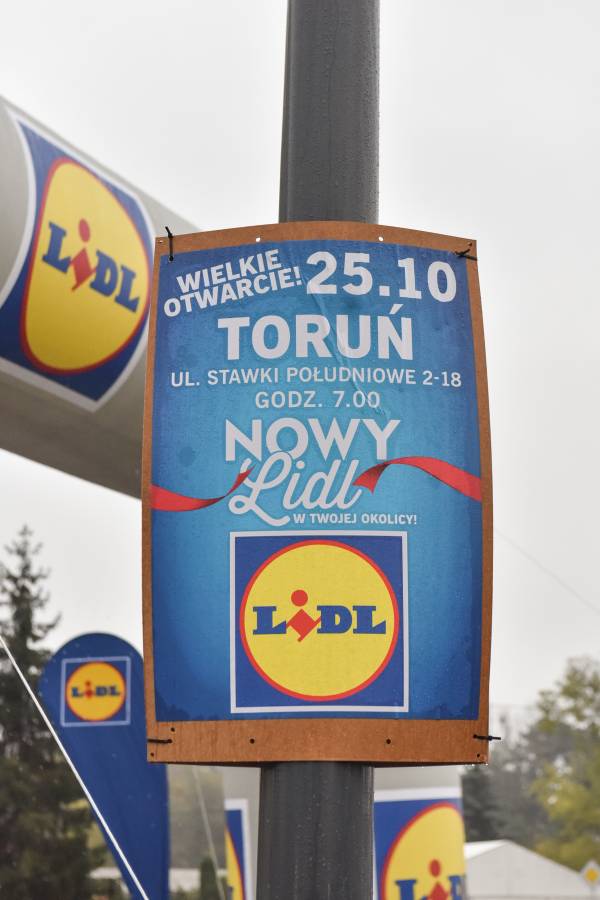 LIDL
WIELKIE
OTWARCIE!
25.10
TORUŃ
UL. STAWKI POŁUDNIOWE 2-18
GODZ. 7.00
NOWY
Lidl
W TWOJEJ OKOLICY!
LIDL
LIDL
LIDL